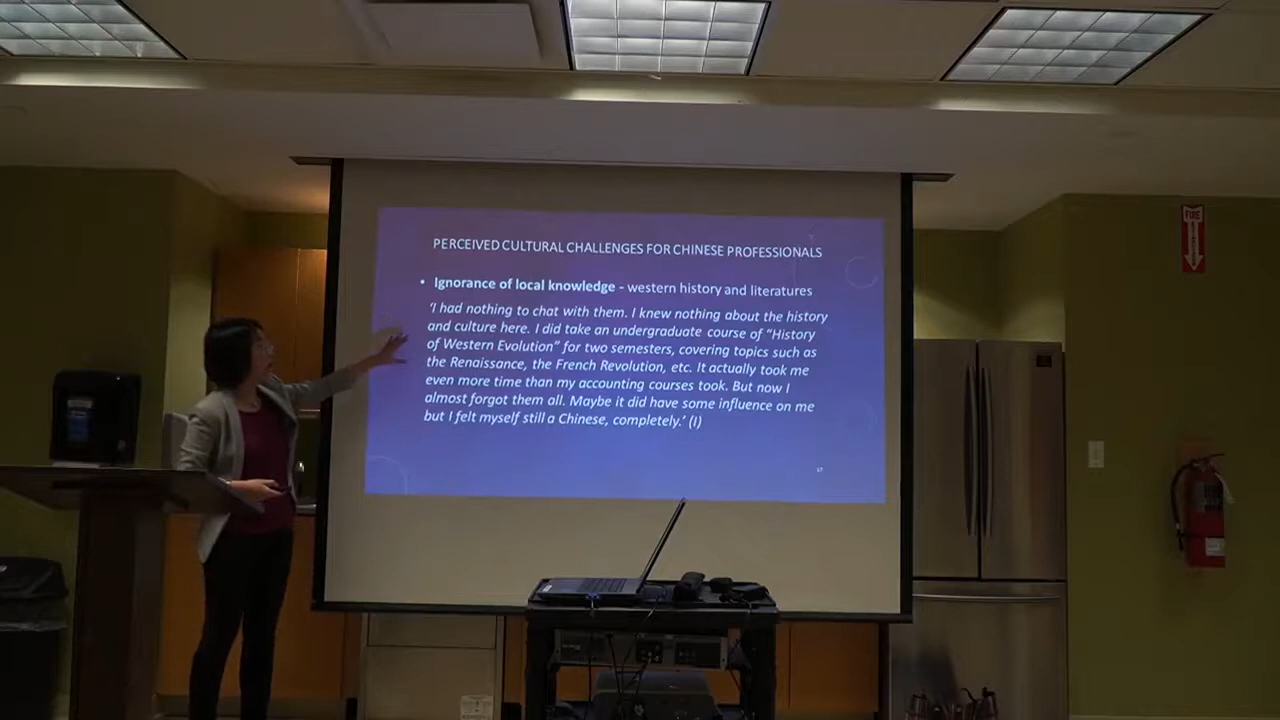 PERCEIVED CULTURAL CHALLENGES FOR CHINESE PROFESSIONALS
• Ignorance of local knowledge - western history and literatures
‘I had nothing to chat with them. I knew nothing about the history
and culture here. I did take an undergraduate course of “History
of Western Evolution” for two semesters, covering topics such as
the Renaissance, the French Revolution, etc. It actually took me
even more time than my accounting courses took. But now I
almost forgot them all. Maybe it did have some influence on me
but I felt myself still a Chinese, completely.’ (I)
17
FIRE